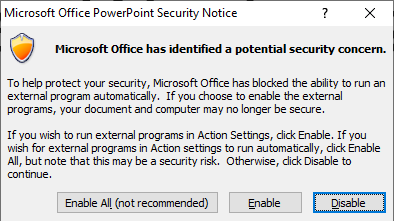 Microsoft Office PowerPoint Security Notice
Microsoft Office has identified a potential security concern.
To help protect your security, Microsoft Office has blocked the ability to run an
external program automatically.  If you choose to enable the external
programs, your document and computer may no longer be secure.
If you wish to run external programs in Action Settings, click Enable. If you
wish for external programs in Action settings to run automatically, click Enable
All, but note that this may be a security risk.  Otherwise, click Disable to
continue.
Enable All (not recommended) Enable Disable